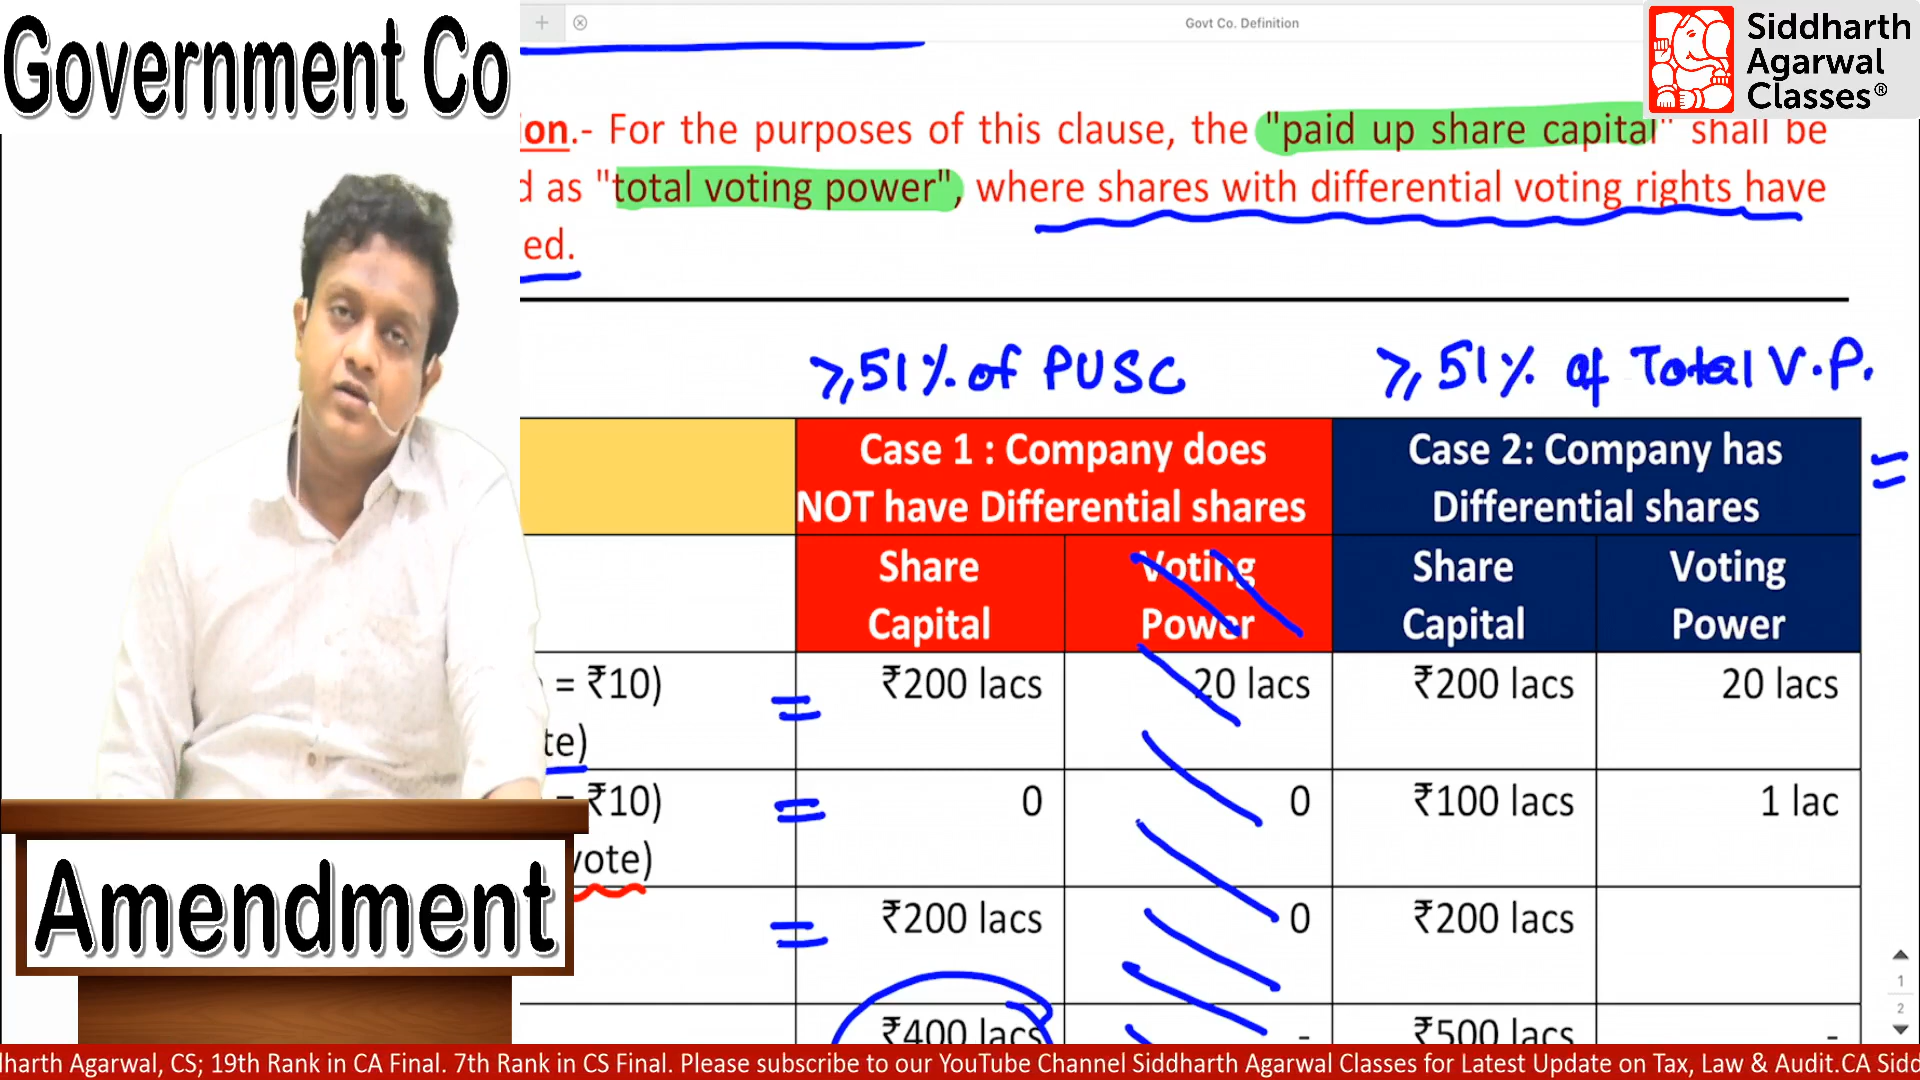 Government Co
Govt Co. Definition
Siddharth
Agarwal
Classes®
ion.- For the purposes of this clause, the "paid up share capital" shall be
d as "total voting power", where shares with differential voting rights have
ed.
⩾ 51% of PUSC
⩾ 51% of Total V.P.
Case 1 : Company does
NOT have Differential shares
Case 2: Company has
Differential shares
Share
Capital
Voting
Power
Share
Capital
Voting
Power
= ₹10)
te)
= ₹200 lacs 20 lacs ₹200 lacs 20 lacs
= ₹10)
vote)
= 0 0 ₹100 lacs 1 lac
= ₹200 lacs 0 ₹200 lacs
₹400 lacs - ₹500 lacs -
1
2
Amendment
dharth Agarwal, CS; 19th Rank in CA Final. 7th Rank in CS Final. Please subscribe to our YouTube Channel Siddharth Agarwal Classes for Latest Update on Tax, Law & Audit.CA Sidd